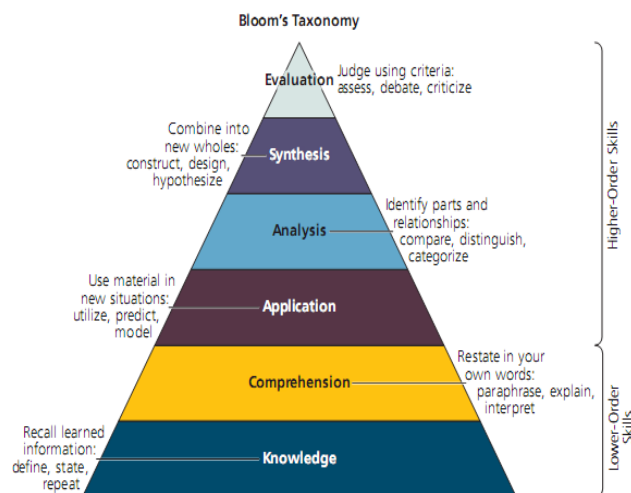 Bloom's Taxonomy
Evaluation
Judge using criteria:
assess, debate, criticize
Combine into
new wholes:
construct, design,
hypothesize
Synthesis
Analysis
Identify parts and
relationships:
compare, distinguish,
categorize
Use material in
new situations:
utilize, predict,
model
Application
Higher-Order Skills
Comprehension
Restate in your
own words:
paraphrase, explain,
interpret
Recall learned
information:
define, state,
repeat
Knowledge
Lower-Order
Skills